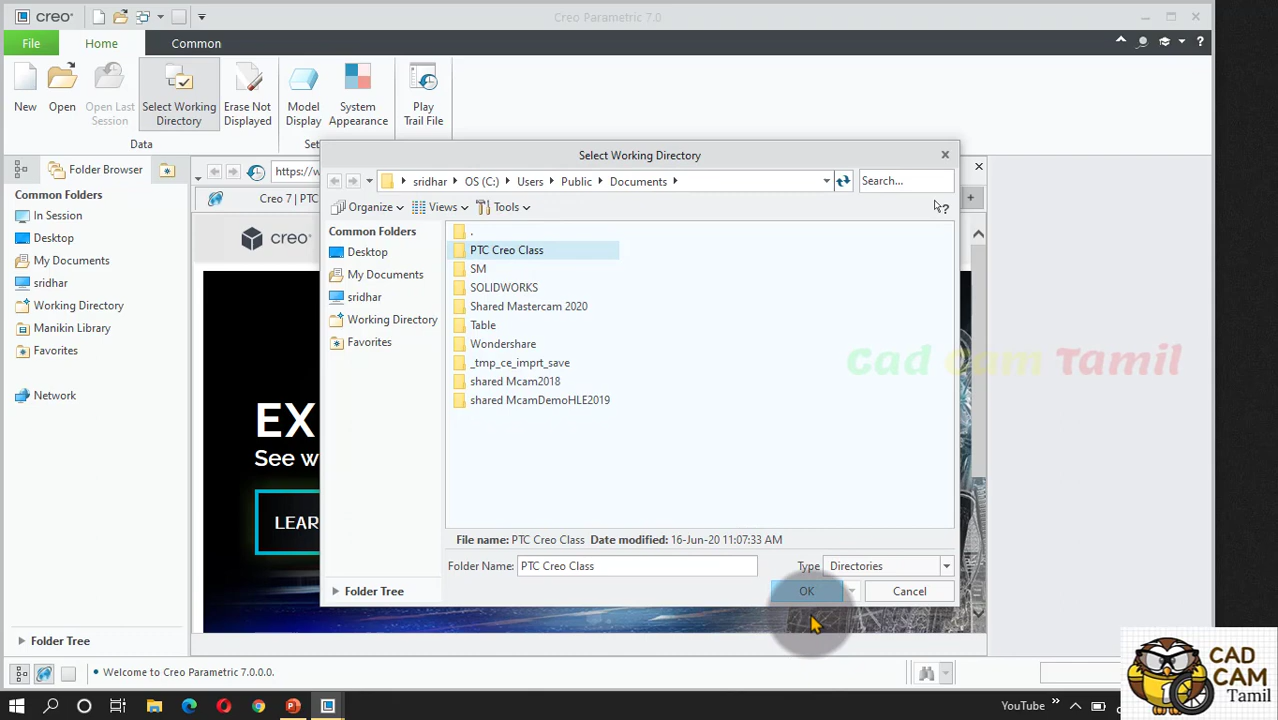 creo Creo Parametric 7.0
File Home Common
New Open Open Last Session Select Working Directory Erase Not Displayed Model Display System Appearance Play Trail File
Data
Folder Browser
https://w
Creo 7 | PTC
Common Folders
In Session
Desktop
My Documents
sridhar
Working Directory
Manikin Library
Favorites
Network
Folder Tree
creo
EX
See w
LEAR
Select Working Directory
sridhar OS (C:) Users Public Documents
Search...
Organize Views Tools
Common Folders
Desktop
My Documents
sridhar
Working Directory
Favorites
Folder Tree
.
PTC Creo Class
SM
SOLIDWORKS
Shared Mastercam 2020
Table
Wondershare
_tmp_ce_imprt_save
shared Mcam2018
shared McamDemoHLE2019
File name: PTC Creo Class Date modified: 16-Jun-20 11:07:33 AM
Folder Name: PTC Creo Class Type Directories
OK Cancel
Cad Cam Tamil
• Welcome to Creo Parametric 7.0.0.0.
YouTube »
CAD
CAM
Tamil